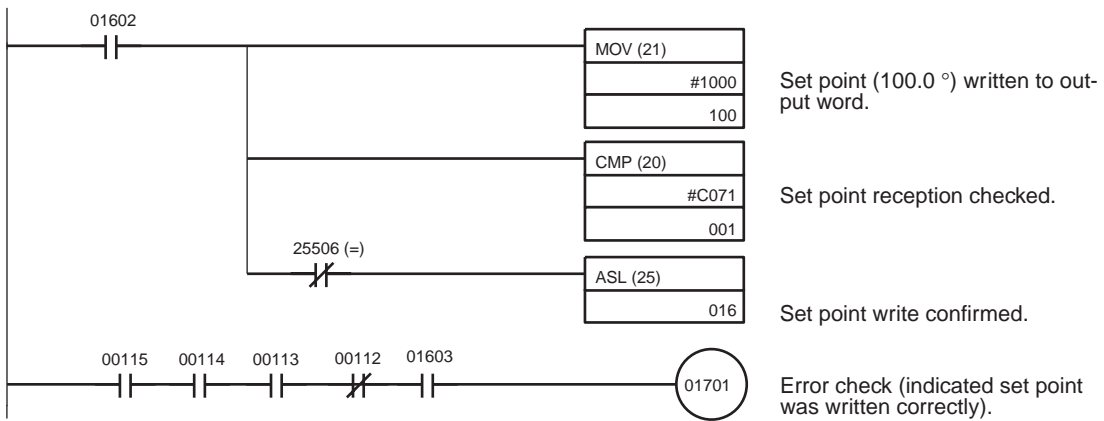 01602
MOV (21)
#1000
100
Set point (100.0 °) written to out-
put word.
CMP (20)
#C071
001
Set point reception checked.
25506 (=)
ASL (25)
016
Set point write confirmed.
00115 00114 00113 00112 01603
01701
Error check (indicated set point
was written correctly).